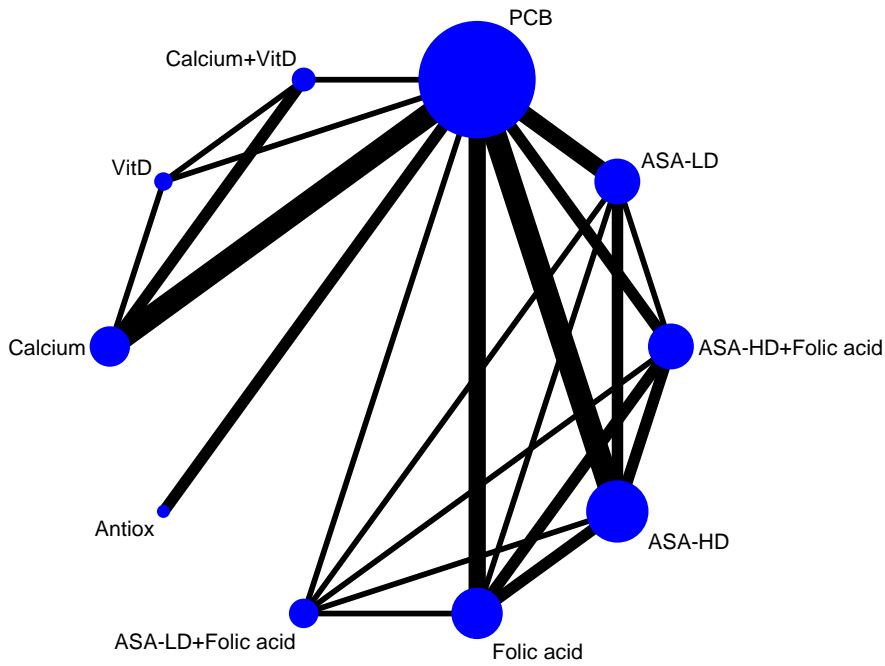 PCB
Calcium+VitD
ASA-LD
VitD
Calcium
ASA-HD+Folic acid
Antiox
ASA-HD
ASA-LD+Folic acid
Folic acid